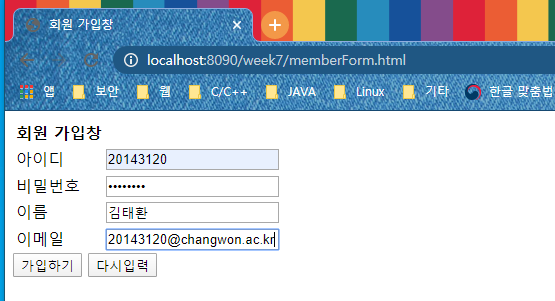 회원 가입창
localhost:8090/week7/memberForm.html
앱 보안 웹 C/C++ JAVA Linux 기타 한글 맞춤법
회원 가입창
아이디 20143120
비밀번호 ••••••••
이름 김태환
이메일 20143120@changwon.ac.kr
가입하기 다시입력